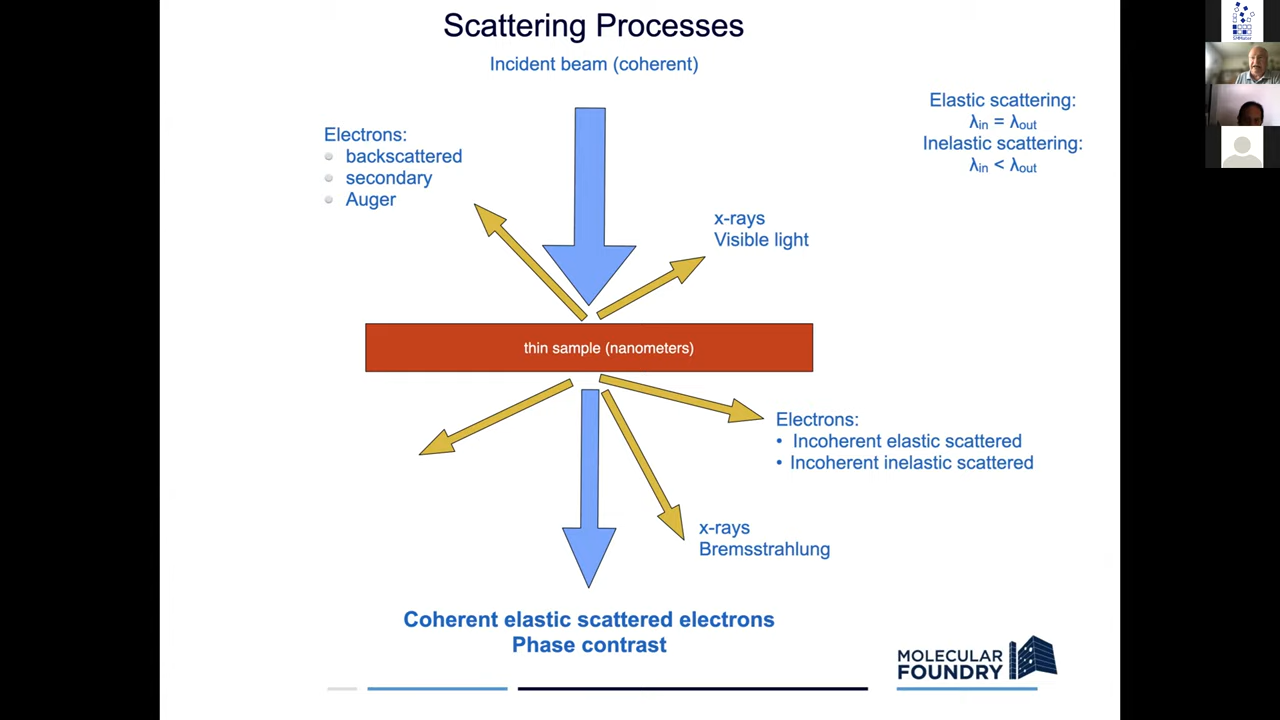 Scattering Processes
Incident beam (coherent)
Elastic scattering:
λin = λout
Inelastic scattering:
λin < λout
Electrons:
backscattered
secondary
Auger
x-rays
Visible light
thin sample (nanometers)
Electrons:
• Incoherent elastic scattered
• Incoherent inelastic scattered
x-rays
Bremsstrahlung
Coherent elastic scattered electrons
Phase contrast
MOLECULAR
FOUNDRY